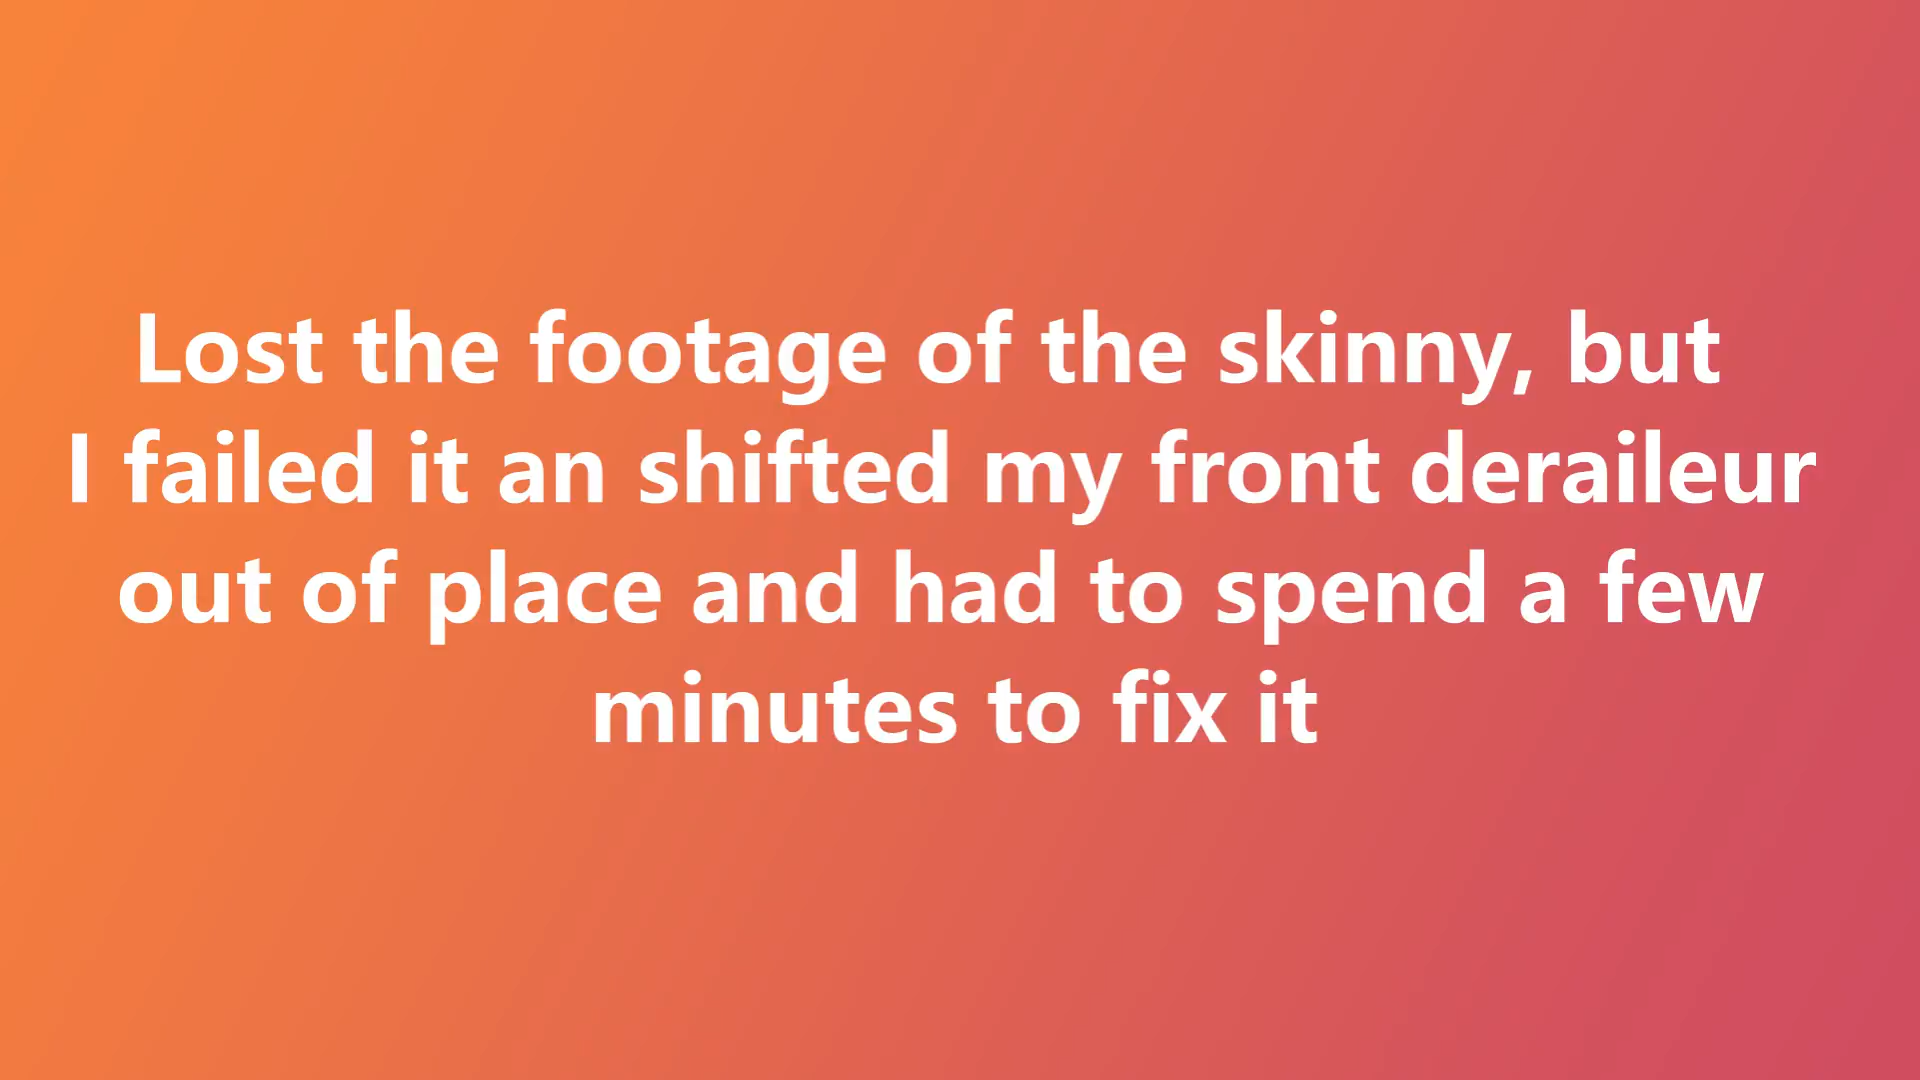 Lost the footage of the skinny, but
I failed it an shifted my front deraileur
out of place and had to spend a few
minutes to fix it